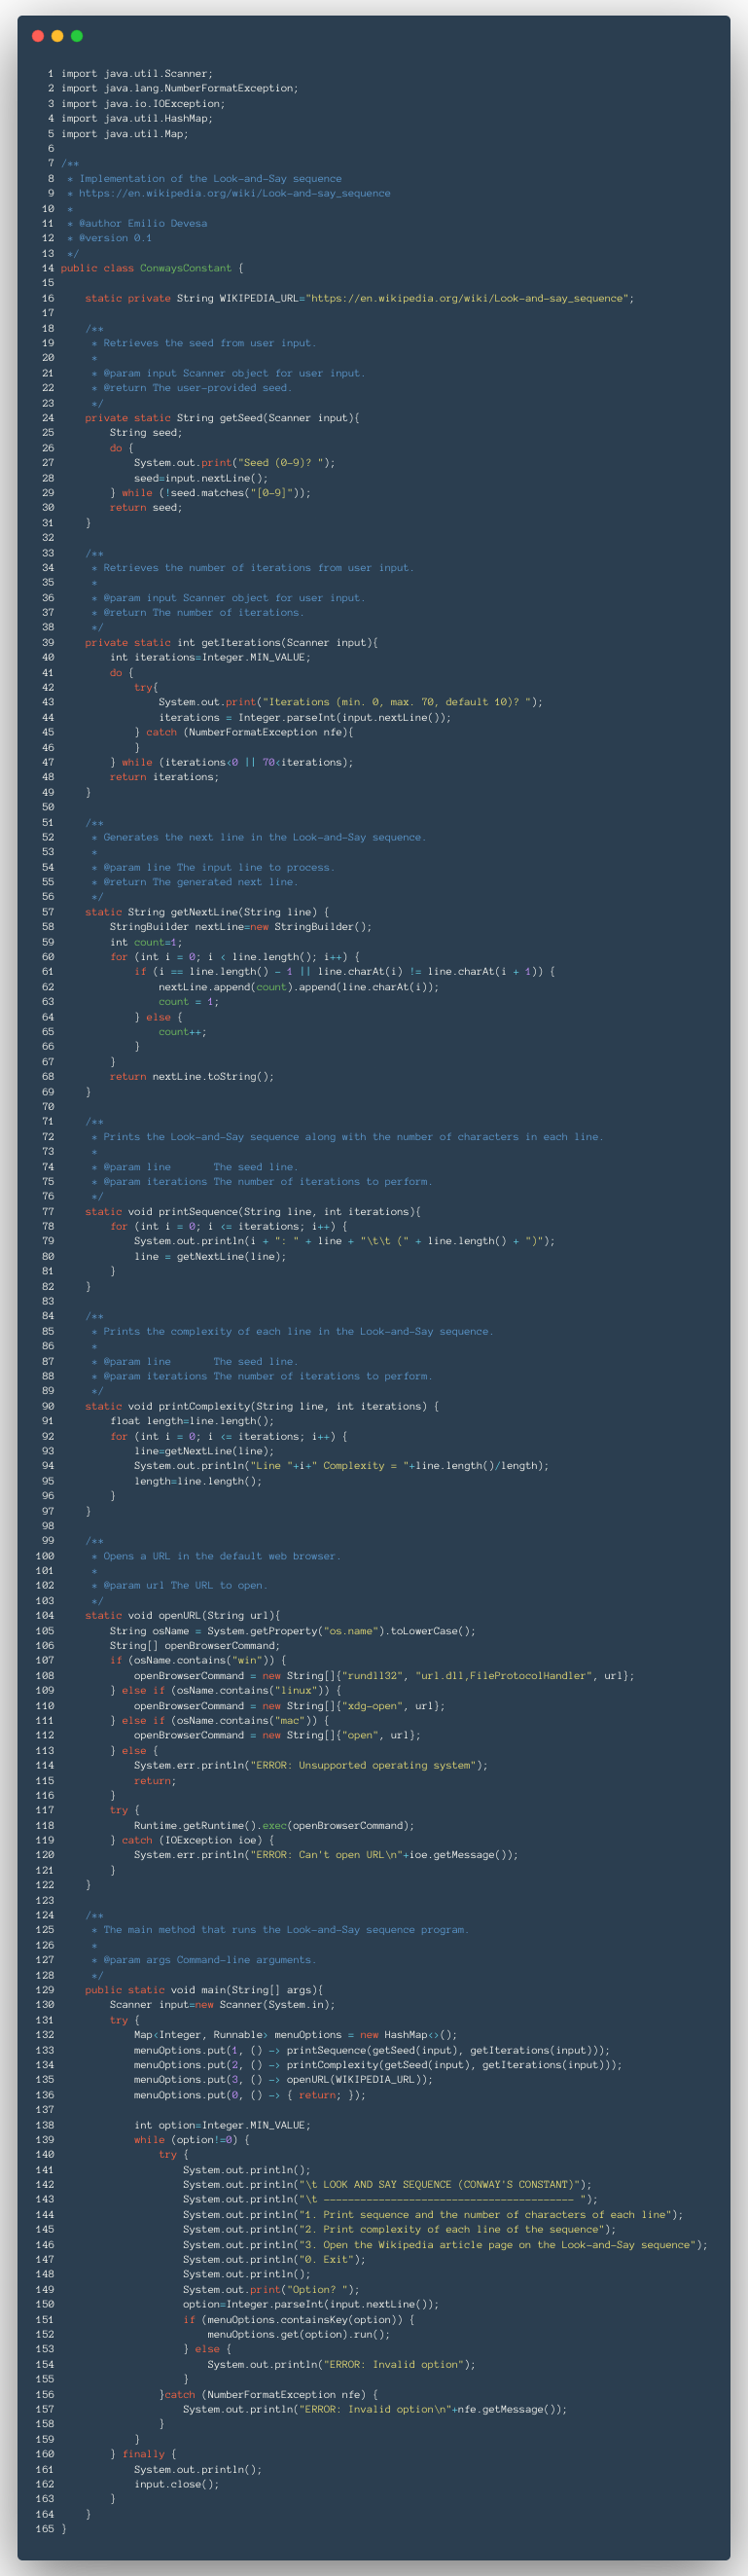 1 import java.util.Scanner;
2 import java.lang.NumberFormatException;
3 import java.io.IOException;
4 import java.util.HashMap;
5 import java.util.Map;
6
7 /**
8  * Implementation of the Look-and-Say sequence
9  * https://en.wikipedia.org/wiki/Look-and-say_sequence
10  *
11  * @author Emilio Devesa
12  * @version 0.1
13  */
14 public class ConwaysConstant {
15
16     static private String WIKIPEDIA_URL="https://en.wikipedia.org/wiki/Look-and-say_sequence";
17
18     /**
19      * Retrieves the seed from user input.
20      *
21      * @param input Scanner object for user input.
22      * @return The user-provided seed.
23      */
24     private static String getSeed(Scanner input){
25         String seed;
26         do {
27             System.out.print("Seed (0-9)? ");
28             seed=input.nextLine();
29         } while (!seed.matches("[0-9]"));
30         return seed;
31     }
32
33     /**
34      * Retrieves the number of iterations from user input.
35      *
36      * @param input Scanner object for user input.
37      * @return The number of iterations.
38      */
39     private static int getIterations(Scanner input){
40         int iterations=Integer.MIN_VALUE;
41         do {
42             try{
43                 System.out.print("Iterations (min. 0, max. 70, default 10)? ");
44                 iterations = Integer.parseInt(input.nextLine());
45             } catch (NumberFormatException nfe){
46             }
47         } while (iterations<0 || 70<iterations);
48         return iterations;
49     }
50
51     /**
52      * Generates the next line in the Look-and-Say sequence.
53      *
54      * @param line The input line to process.
55      * @return The generated next line.
56      */
57     static String getNextLine(String line) {
58         StringBuilder nextLine=new StringBuilder();
59         int count=1;
60         for (int i = 0; i < line.length(); i++) {
61             if (i == line.length() - 1 || line.charAt(i) != line.charAt(i + 1)) {
62                 nextLine.append(count).append(line.charAt(i));
63                 count = 1;
64             } else {
65                 count++;
66             }
67         }
68         return nextLine.toString();
69     }
70
71     /**
72      * Prints the Look-and-Say sequence along with the number of characters in each line.
73      *
74      * @param line       The seed line.
75      * @param iterations The number of iterations to perform.
76      */
77     static void printSequence(String line, int iterations){
78         for (int i = 0; i <= iterations; i++) {
79             System.out.println(i + ": " + line + "\t\t (" + line.length() + ")");
80             line = getNextLine(line);
81         }
82     }
83
84     /**
85      * Prints the complexity of each line in the Look-and-Say sequence.
86      *
87      * @param line       The seed line.
88      * @param iterations The number of iterations to perform.
89      */
90     static void printComplexity(String line, int iterations) {
91         float length=line.length();
92         for (int i = 0; i <= iterations; i++) {
93             line=getNextLine(line);
94             System.out.println("Line "+i+" Complexity = "+line.length()/length);
95             length=line.length();
96         }
97     }
98
99     /**
100      * Opens a URL in the default web browser.
101      *
102      * @param url The URL to open.
103      */
104     static void openURL(String url){
105         String osName = System.getProperty("os.name").toLowerCase();
106         String[] openBrowserCommand;
107         if (osName.contains("win")) {
108             openBrowserCommand = new String[]{"rundll32", "url.dll,FileProtocolHandler", url};
109         } else if (osName.contains("linux")) {
110             openBrowserCommand = new String[]{"xdg-open", url};
111         } else if (osName.contains("mac")) {
112             openBrowserCommand = new String[]{"open", url};
113         } else {
114             System.err.println("ERROR: Unsupported operating system");
115             return;
116         }
117         try {
118             Runtime.getRuntime().exec(openBrowserCommand);
119         } catch (IOException ioe) {
120             System.err.println("ERROR: Can't open URL\n"+ioe.getMessage());
121         }
122     }
123
124     /**
125      * The main method that runs the Look-and-Say sequence program.
126      *
127      * @param args Command-line arguments.
128      */
129     public static void main(String[] args){
130         Scanner input=new Scanner(System.in);
131         try {
132             Map<Integer, Runnable> menuOptions = new HashMap<>();
133             menuOptions.put(1, () -> printSequence(getSeed(input), getIterations(input)));
134             menuOptions.put(2, () -> printComplexity(getSeed(input), getIterations(input)));
135             menuOptions.put(3, () -> openURL(WIKIPEDIA_URL));
136             menuOptions.put(0, () -> { return; });
137
138             int option=Integer.MIN_VALUE;
139             while (option!=0) {
140                 try {
141                     System.out.println();
142                     System.out.println("\t LOOK AND SAY SEQUENCE (CONWAY'S CONSTANT)");
143                     System.out.println("\t ----------------------------------------- ");
144                     System.out.println("1. Print sequence and the number of characters of each line");
145                     System.out.println("2. Print complexity of each line of the sequence");
146                     System.out.println("3. Open the Wikipedia article page on the Look-and-Say sequence");
147                     System.out.println("0. Exit");
148                     System.out.println();
149                     System.out.print("Option? ");
150                     option=Integer.parseInt(input.nextLine());
151                     if (menuOptions.containsKey(option)) {
152                         menuOptions.get(option).run();
153                     } else {
154                         System.out.println("ERROR: Invalid option");
155                     }
156                 }catch (NumberFormatException nfe) {
157                     System.out.println("ERROR: Invalid option\n"+nfe.getMessage());
158                 }
159             }
160         } finally {
161             System.out.println();
162             input.close();
163         }
164     }
165 }